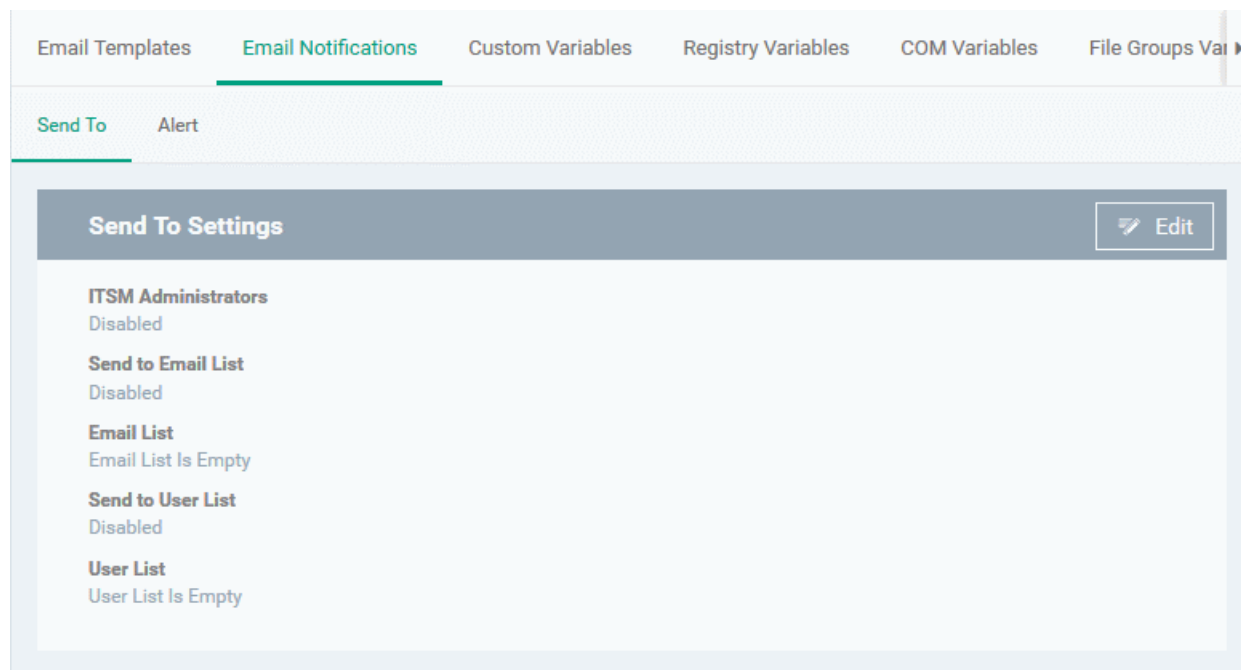 Email Templates Email Notifications Custom Variables Registry Variables COM Variables File Groups
Send To Alert
Send To Settings Edit
ITSM Administrators
Disabled
Send to Email List
Disabled
Email List
Email List Is Empty
Send to User List
Disabled
User List
User List Is Empty